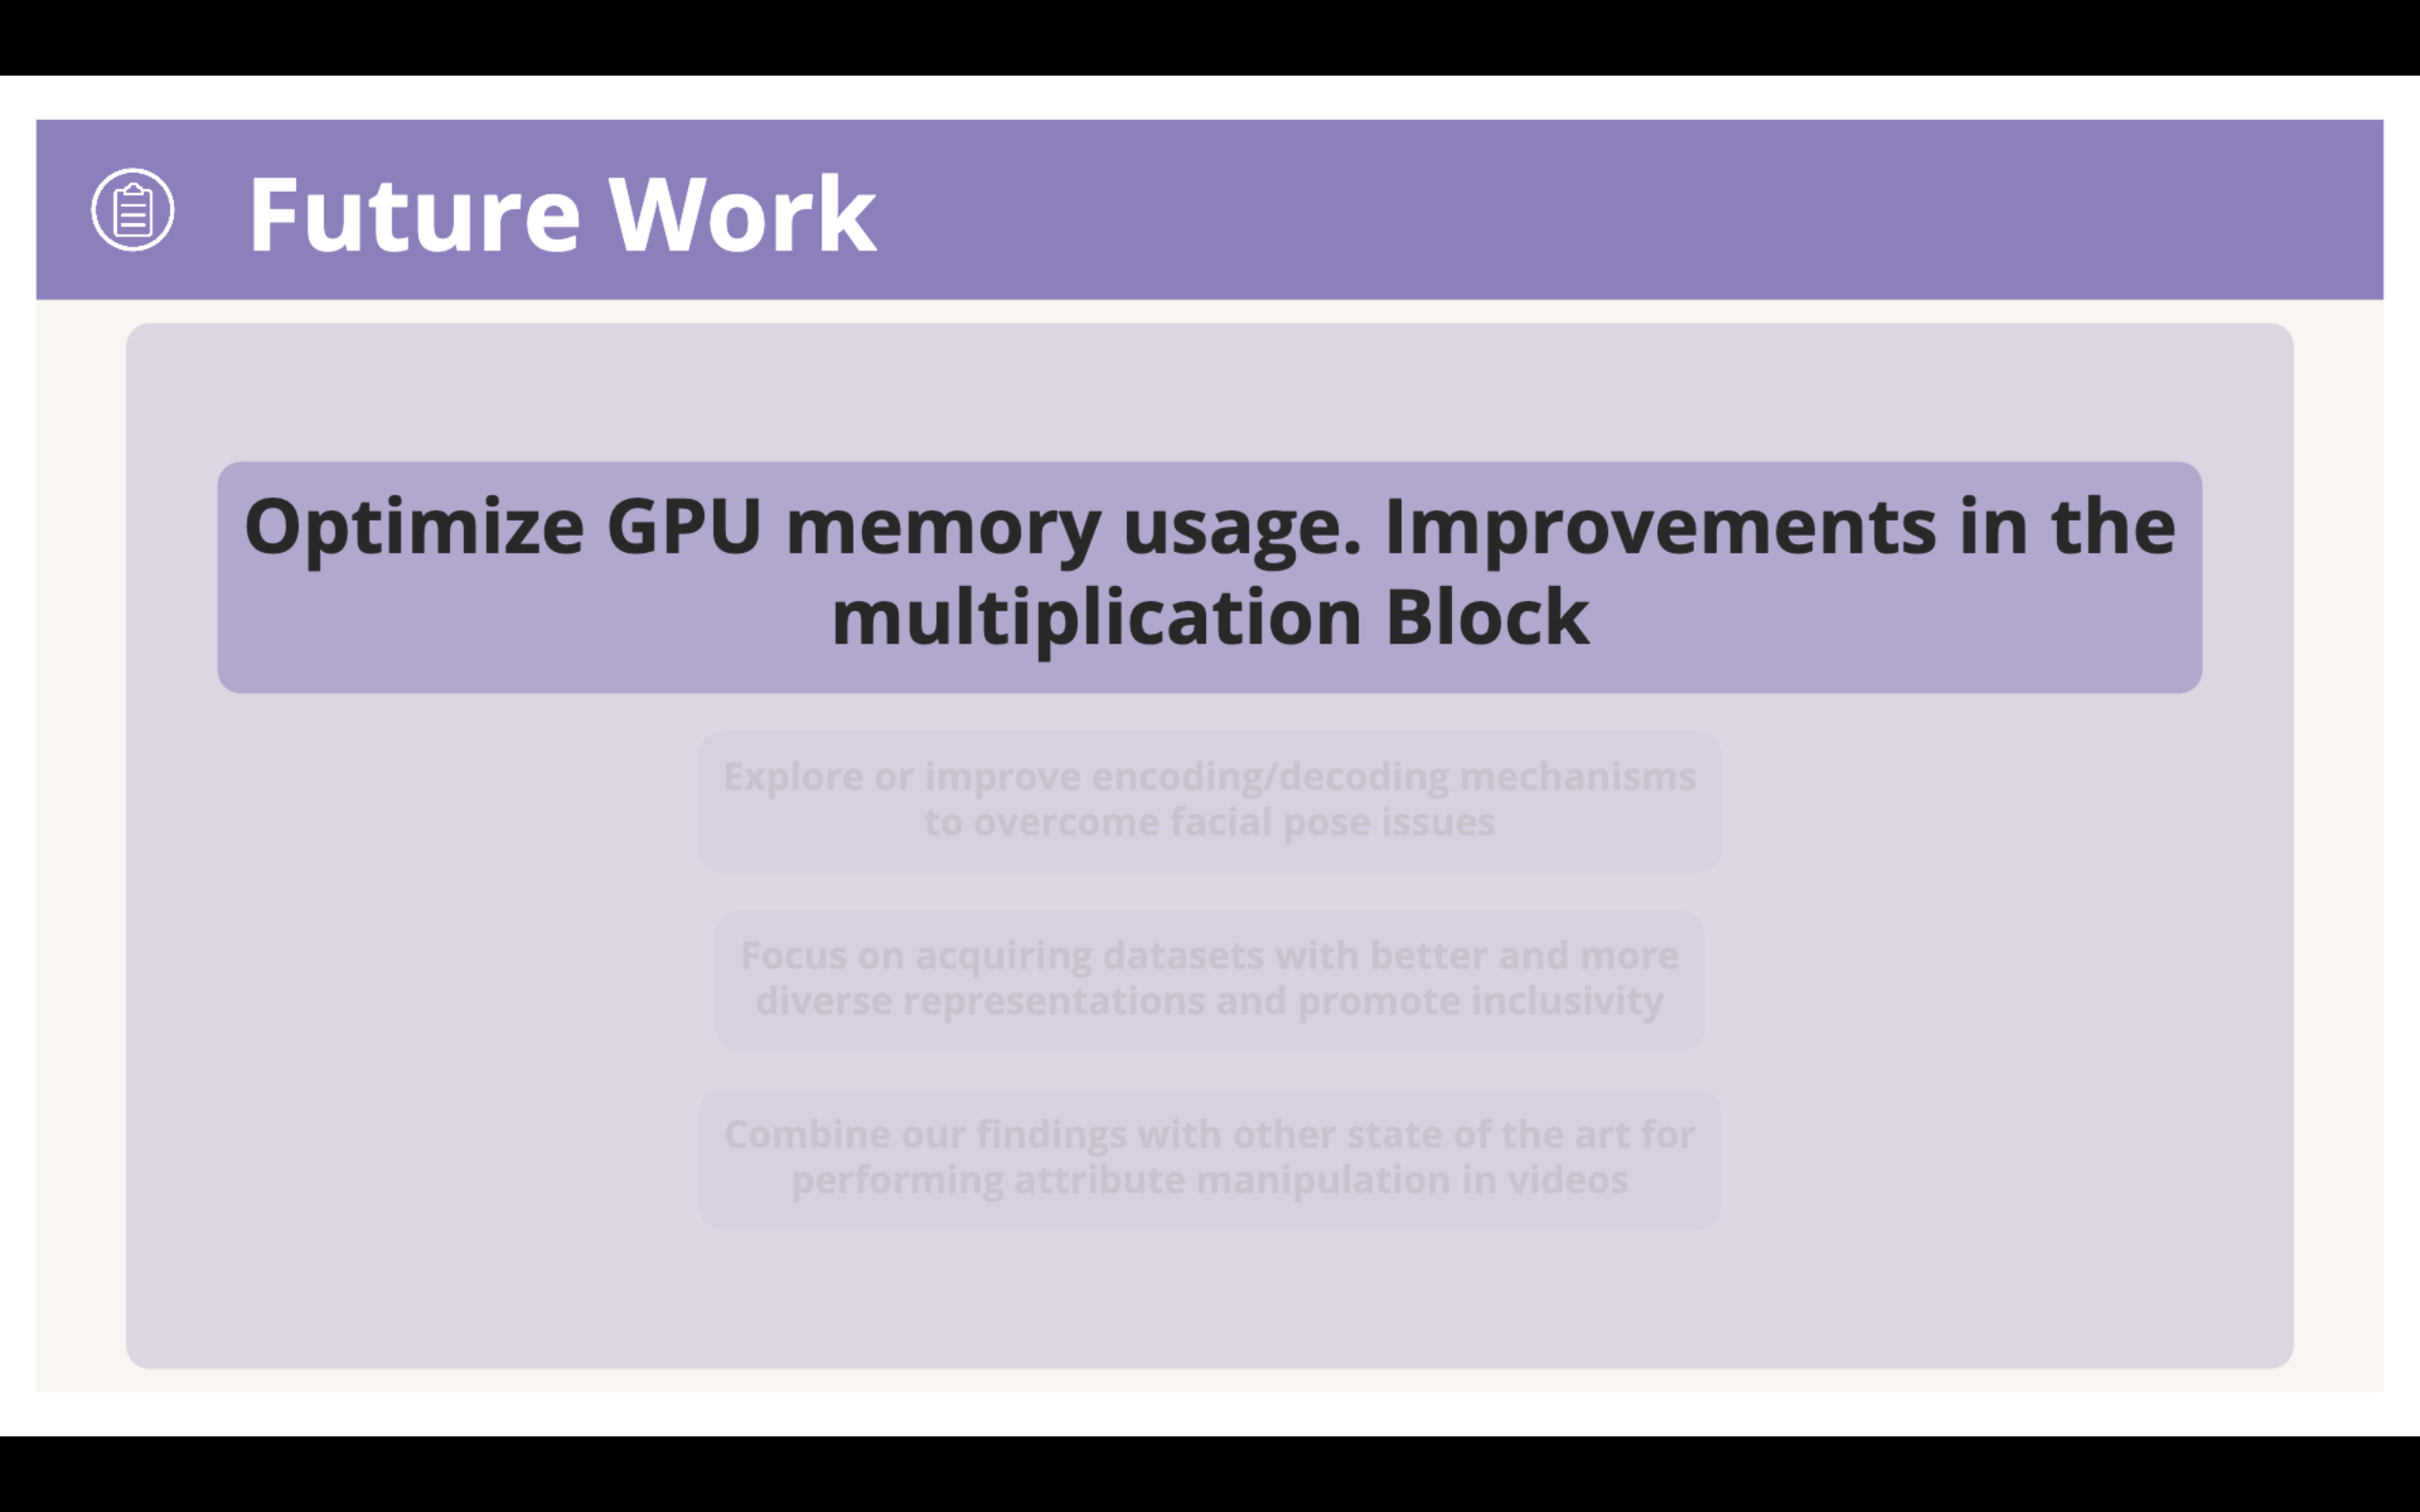 Future Work
Optimize GPU memory usage. Improvements in the
multiplication Block
Explore or improve encoding/decoding mechanisms
to overcome facial pose issues
Focus on acquiring datasets with better and more
diverse representations and promote inclusivity
Combine our findings with other state of the art for
performing attribute manipulation in videos